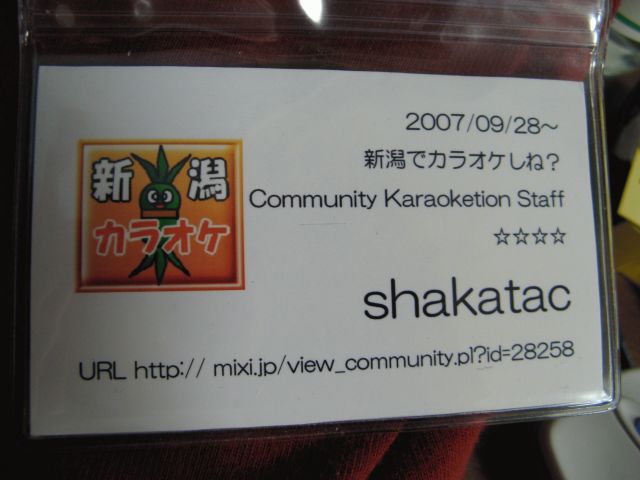 新潟
カラオケ
2007/09/28〜
新潟でカラオケしね？
Community Karaoketion Staff
☆☆☆☆
shakatac
URL http:// mixi.jp/view_community.pl?id=28258